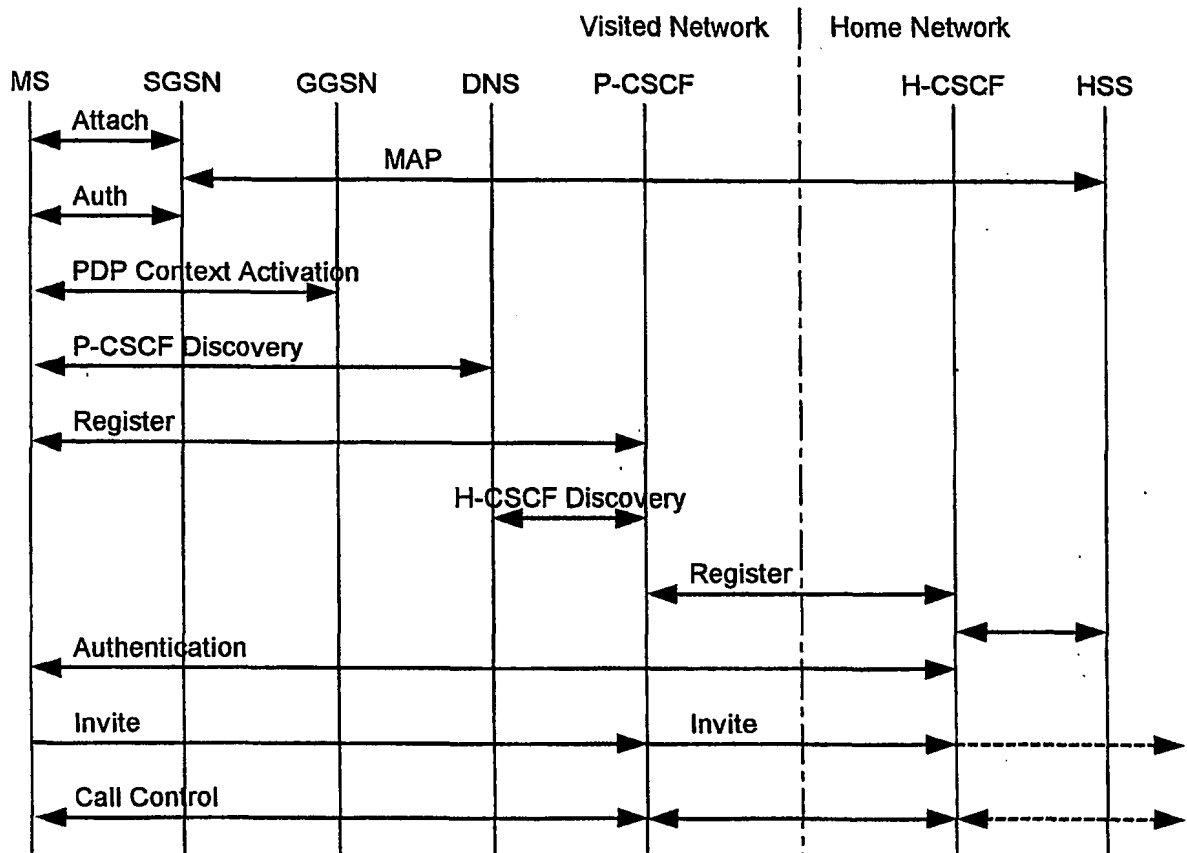 Visited Network Home Network
MS SGSN GGSN DNS P-CSCF H-CSCF HSS
Attach
MAP
Auth
PDP Context Activation
P-CSCF Discovery
Register
H-CSCF Discovery
Register
Authentication
Invite Invite
Call Control